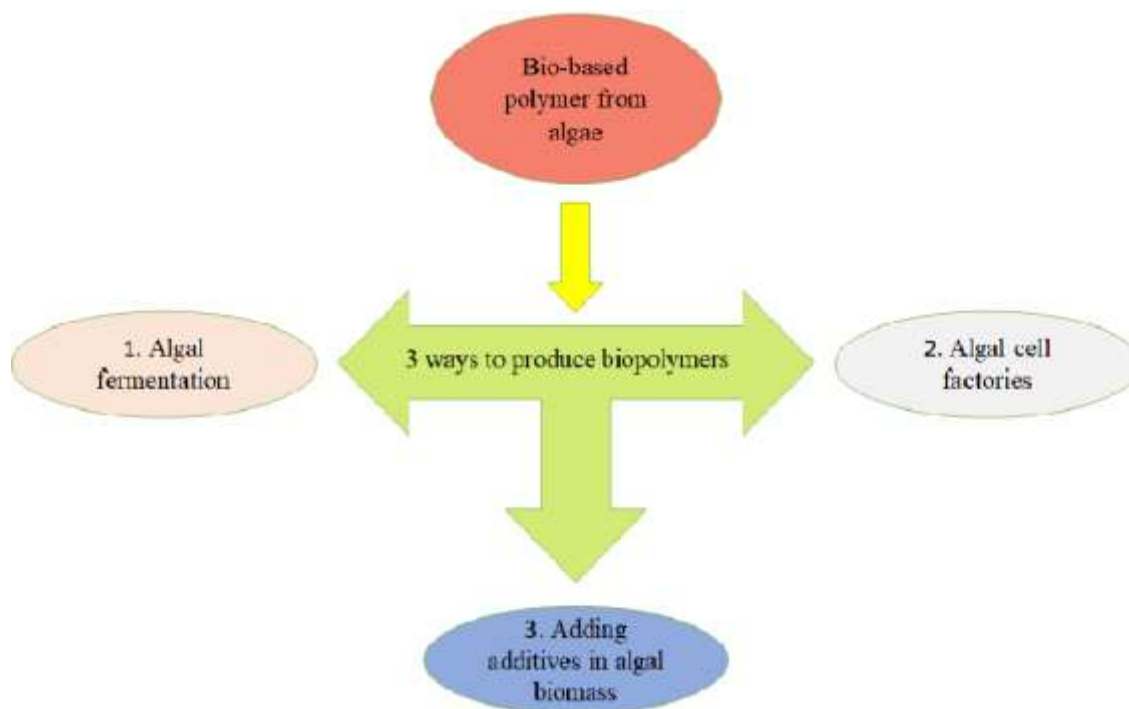 Bio-based
polymer from
algae
3 ways to produce biopolymers
1. Algal
fermentation
2. Algal cell
factories
3. Adding
additives in algal
biomass